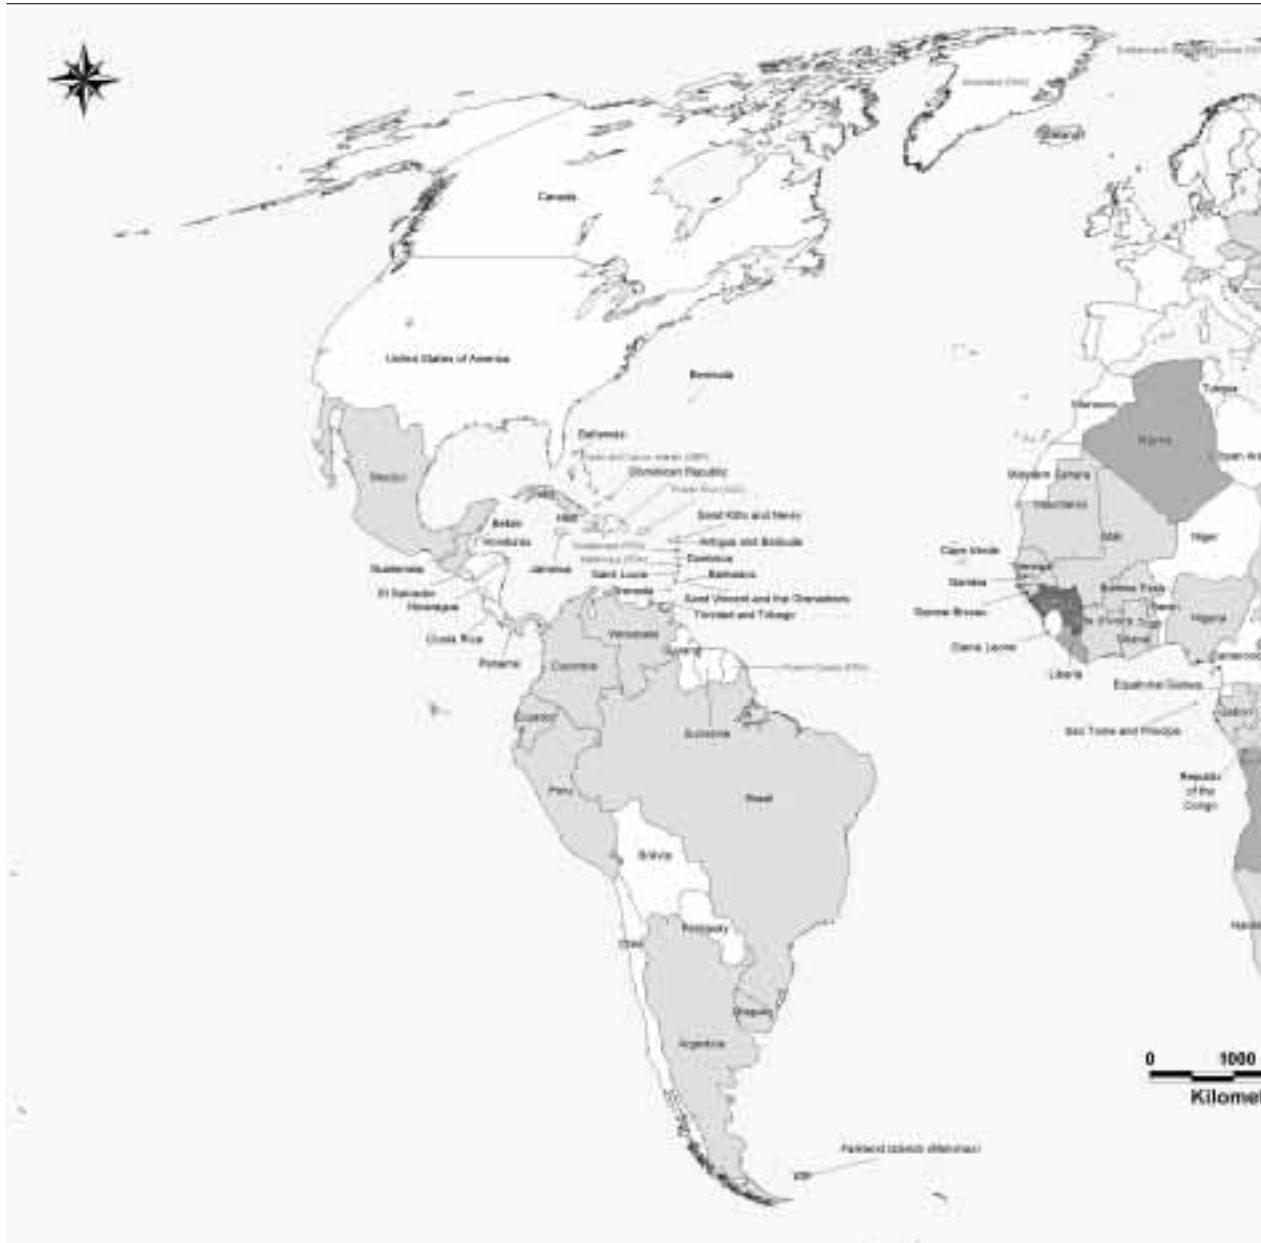 Canada
United States of America
Bermuda
Bahamas
Mexico
Dominican Republic
Belize
Haiti
Saint Kitts and Nevis
Honduras
Antigua and Barbuda
Dominica
Guatemala
Jamaica
Saint Lucia
Barbados
El Salvador
Grenada
Saint Vincent and the Grenadines
Nicaragua
Trinidad and Tobago
Costa Rica
Panama
Venezuela
Guyana
Colombia
Ecuador
Suriname
Peru
Brazil
Bolivia
Paraguay
Chile
Uruguay
Argentina
Falkland Islands (Malvinas)
Iceland
Morocco
Tunisia
Algeria
Western Sahara
Mauritania
Mali
Niger
Cape Verde
Senegal
Gambia
Burkina Faso
Guinea Bissau
Benin
Togo
Ghana
Nigeria
Sierra Leone
Liberia
Cameroon
Equatorial Guinea
Gabon
Sao Tome and Principe
Republic
of the
Congo
0 1000